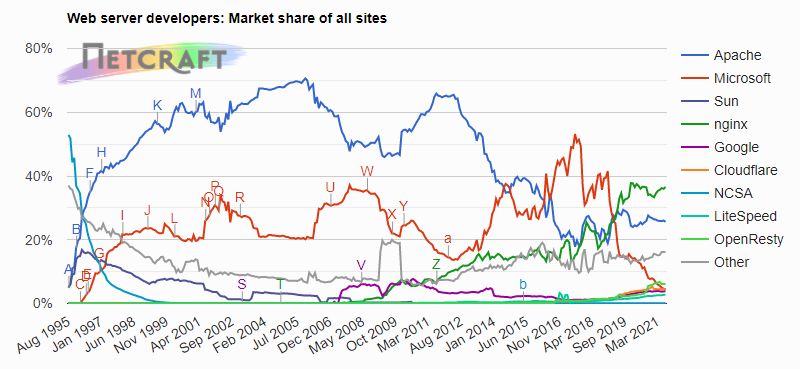 Web server developers: Market share of all sites
NETCRAFT
80%
60%
40%
20%
0%
A
B
C
E
F
G
H
I
J
K
L
M
N
O
P
Q
R
S
T
U
V
W
X
Y
Z
a
b
Aug 1995
Jan 1997
Jun 1998
Nov 1999
Apr 2001
Sep 2002
Feb 2004
Jul 2005
Dec 2006
May 2008
Oct 2009
Mar 2011
Aug 2012
Jan 2014
Jun 2015
Nov 2016
Apr 2018
Sep 2019
Mar 2021
Apache
Microsoft
Sun
nginx
Google
Cloudflare
NCSA
LiteSpeed
OpenResty
Other